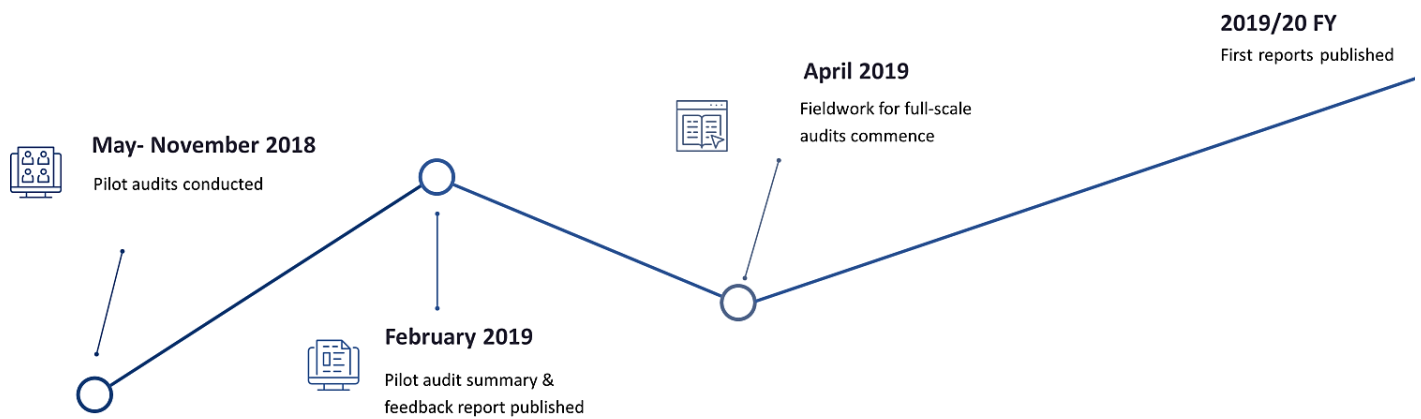 May- November 2018
Pilot audits conducted
February 2019
Pilot audit summary &
feedback report published
April 2019
Fieldwork for full-scale
audits commence
2019/20 FY
First reports published